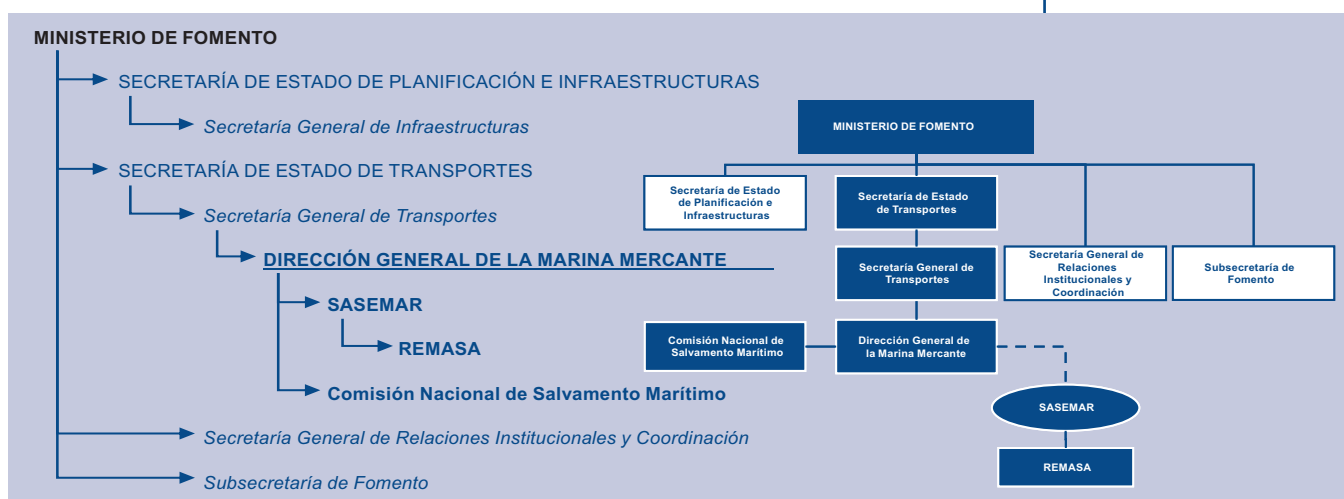 MINISTERIO DE FOMENTO
SECRETARÍA DE ESTADO DE PLANIFICACIÓN E INFRAESTRUCTURAS
Secretaría General de Infraestructuras
SECRETARÍA DE ESTADO DE TRANSPORTES
Secretaría General de Transportes
DIRECCIÓN GENERAL DE LA MARINA MERCANTE
SASEMAR
REMASA
Comisión Nacional de Salvamento Marítimo
Secretaría General de Relaciones Institucionales y Coordinación
Subsecretaría de Fomento
MINISTERIO DE FOMENTO
Secretaría de Estado
de Planificación e
Infraestructuras
Secretaría de Estado
de Transportes
Secretaría General de
Transportes
Secretaría General de
Relaciones
Institucionales y
Coordinación
Subsecretaría de
Fomento
Comisión Nacional de
Salvamento Marítimo
Dirección General de
la Marina Mercante
SASEMAR
REMASA